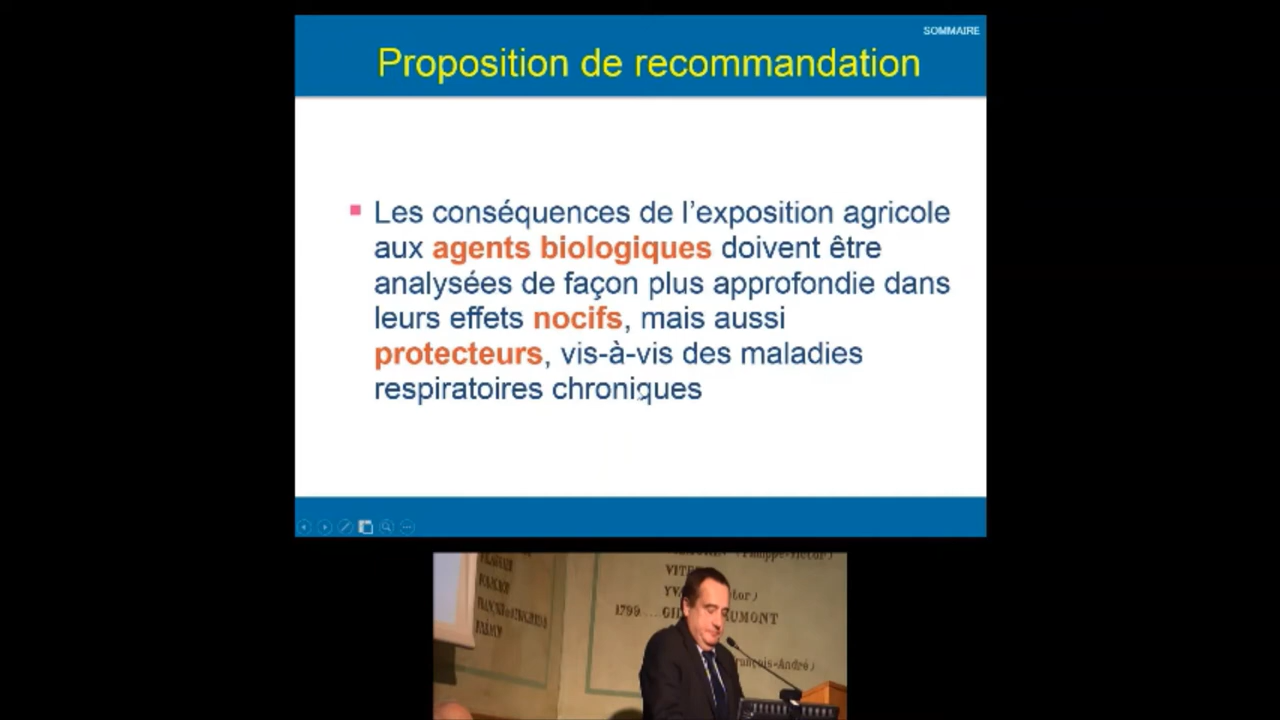 SOMMAIRE
Proposition de recommandation
Les conséquences de l’exposition agricole
aux agents biologiques doivent être
analysées de façon plus approfondie dans
leurs effets nocifs, mais aussi
protecteurs, vis-à-vis des maladies
respiratoires chroniques
1799